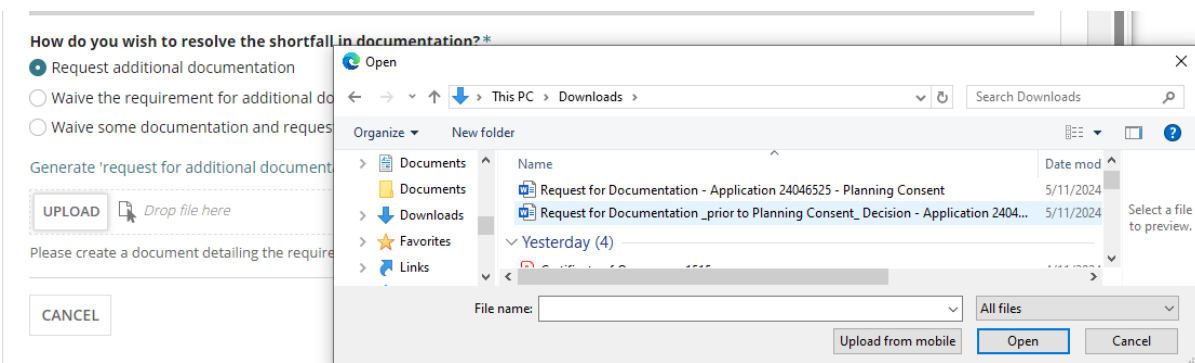 How do you wish to resolve the shortfall in documentation?*
Request additional documentation
Waive the requirement for additional do
Waive some documentation and reques
Generate 'request for additional document
UPLOAD Drop file here
Please create a document detailing the require
CANCEL
Open
This PC > Downloads >
Search Downloads
Organize New folder
Documents
Documents
Downloads
Favorites
Links
Name Date mod
Request for Documentation - Application 24046525 - Planning Consent 5/11/2024
Request for Documentation _prior to Planning Consent_ Decision - Application 2404... 5/11/2024
Yesterday (4)
Select a file
to preview.
File name: All files
Upload from mobile Open Cancel